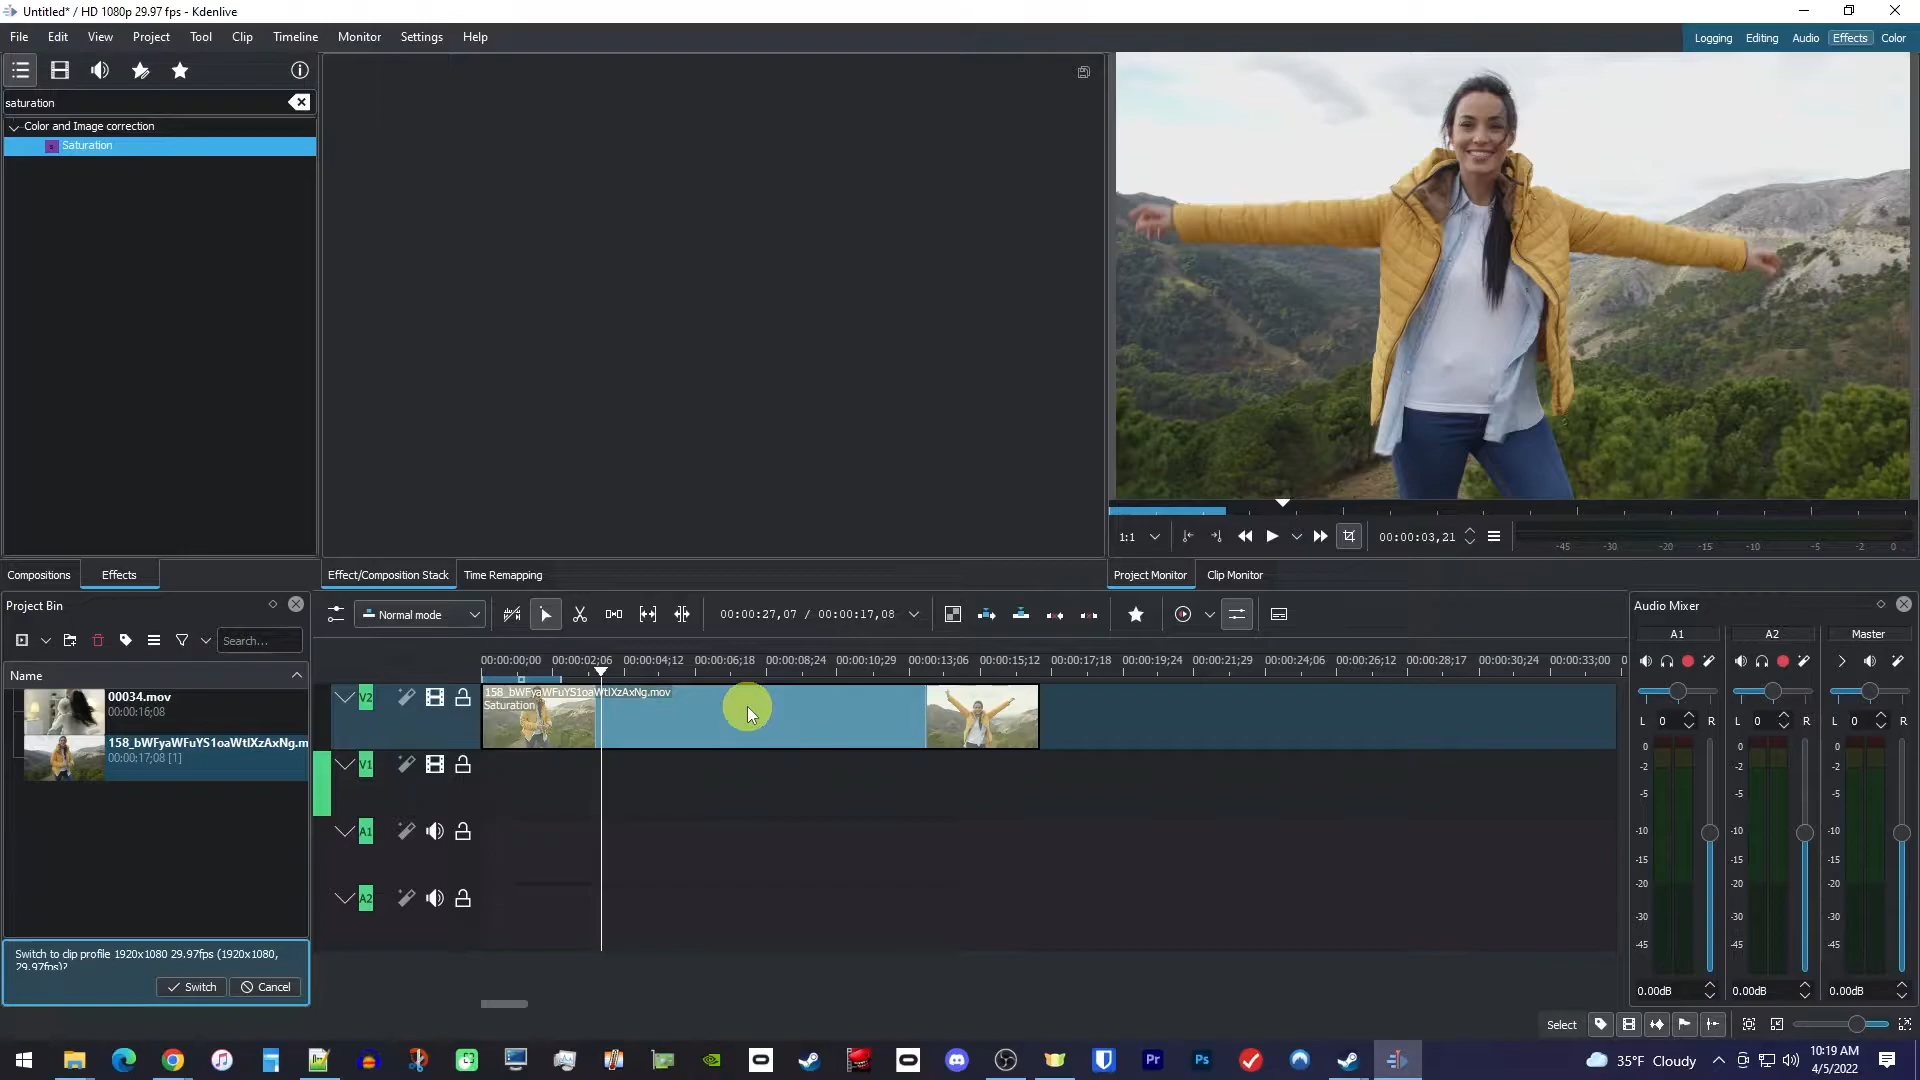 Untitled* / HD 1080p 29.97 fps - Kdenlive
File Edit View Project Tool Clip Timeline Monitor Settings Help
Logging Editing Audio Effects Color
saturation
Color and Image correction
s Saturation
1:1
00:00:03,21
-45 -30 -20 -15 -10 -5 -2 0
Compositions Effects
Effect/Composition Stack Time Remapping
Project Monitor Clip Monitor
Project Bin
Search...
Name
00034.mov
00:00:16;08
158_bWFyaWFuYS1oaWtlXzAxNg.m
00:00:17;08 [1]
Switch to clip profile 1920x1080 29.97fps (1920x1080,
29.97fps)?
Switch Cancel
Normal mode
00:00:27,07 / 00:00:17,08
00:00:00;00 00:00:02;06 00:00:04;12 00:00:06;18 00:00:08;24 00:00:10;29 00:00:13;06 00:00:15;12 00:00:17;18 00:00:19;24 00:00:21;29 00:00:24;06 00:00:26;12 00:00:28;17 00:00:30;24 00:00:33;00
V2
158_bWFyaWFuYS1oaWtlXzAxNg.mov
Saturation
V1
A1
A2
Audio Mixer
A1 A2 Master
L 0 R L 0 R L 0 R
0 0 0
-2 -2 -2
-5 -5 -5
-10 -10 -10
-15 -15 -15
-20 -20 -20
-30 -30 -30
-45 -45 -45
0.00dB 0.00dB 0.00dB
Select
Pr Ps
35°F Cloudy
10:19 AM
4/5/2022